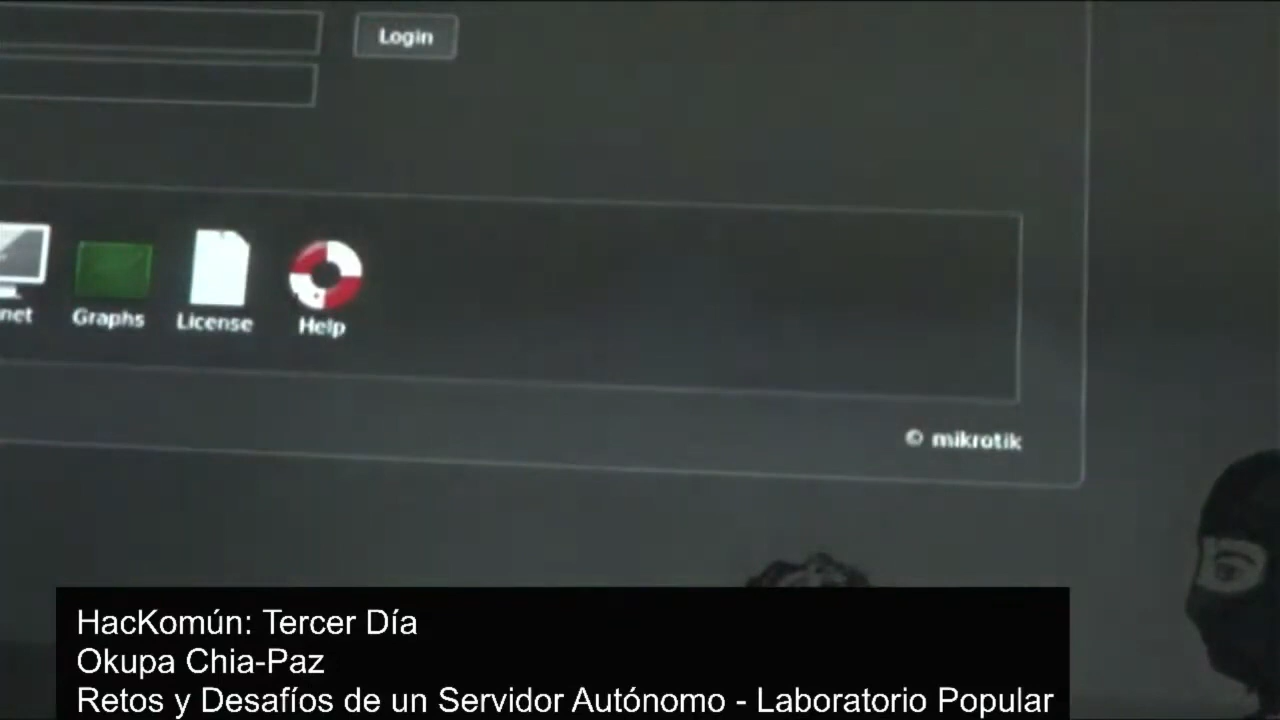 Login
net Graphs License Help
© mikrotik
HacKomún: Tercer Día
Okupa Chia-Paz
Retos y Desafíos de un Servidor Autónomo - Laboratorio Popular